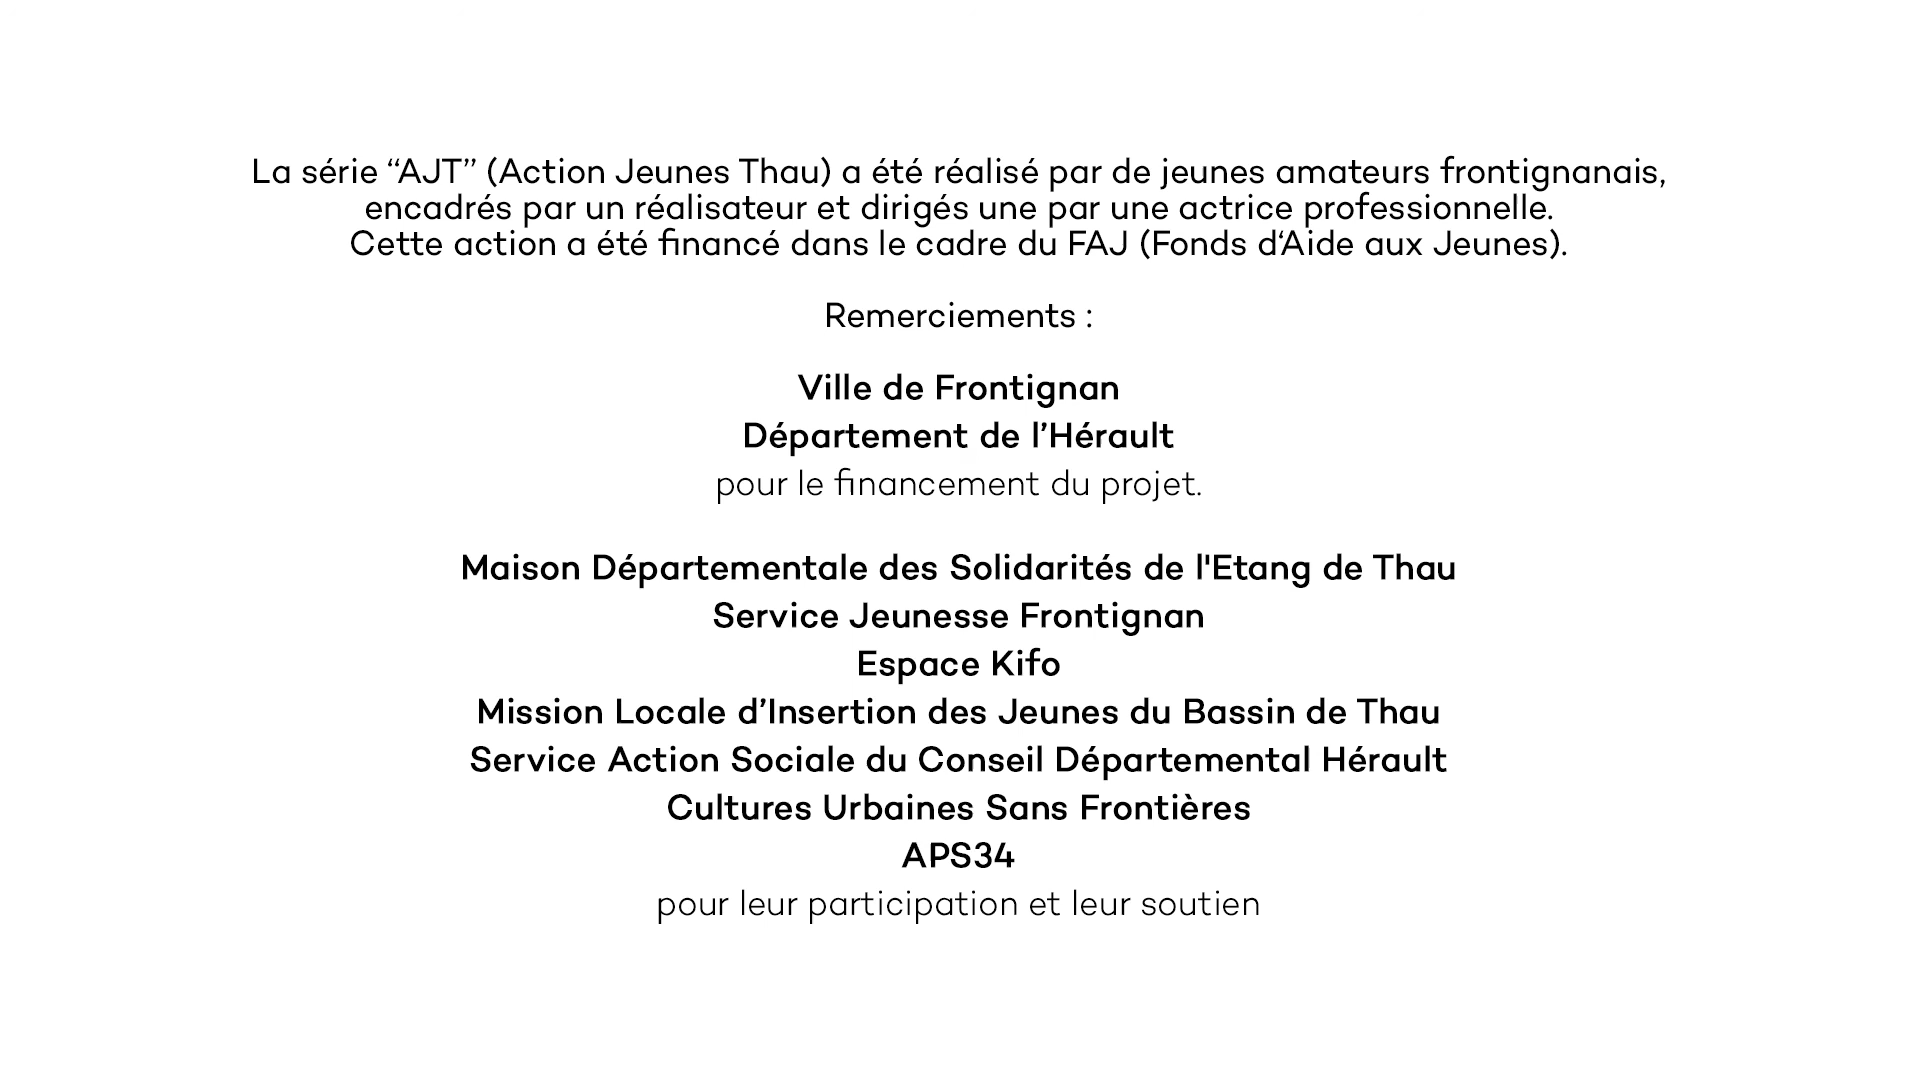 La série “AJT” (Action Jeunes Thau) a été réalisé par de jeunes amateurs frontignanais,
encadrés par un réalisateur et dirigés une par une actrice professionnelle.
Cette action a été financé dans le cadre du FAJ (Fonds d‘Aide aux Jeunes).
Remerciements :
Ville de Frontignan
Département de l’Hérault
pour le financement du projet.
Maison Départementale des Solidarités de l'Etang de Thau
Service Jeunesse Frontignan
Espace Kifo
Mission Locale d’Insertion des Jeunes du Bassin de Thau
Service Action Sociale du Conseil Départemental Hérault
Cultures Urbaines Sans Frontières
APS34
pour leur participation et leur soutien